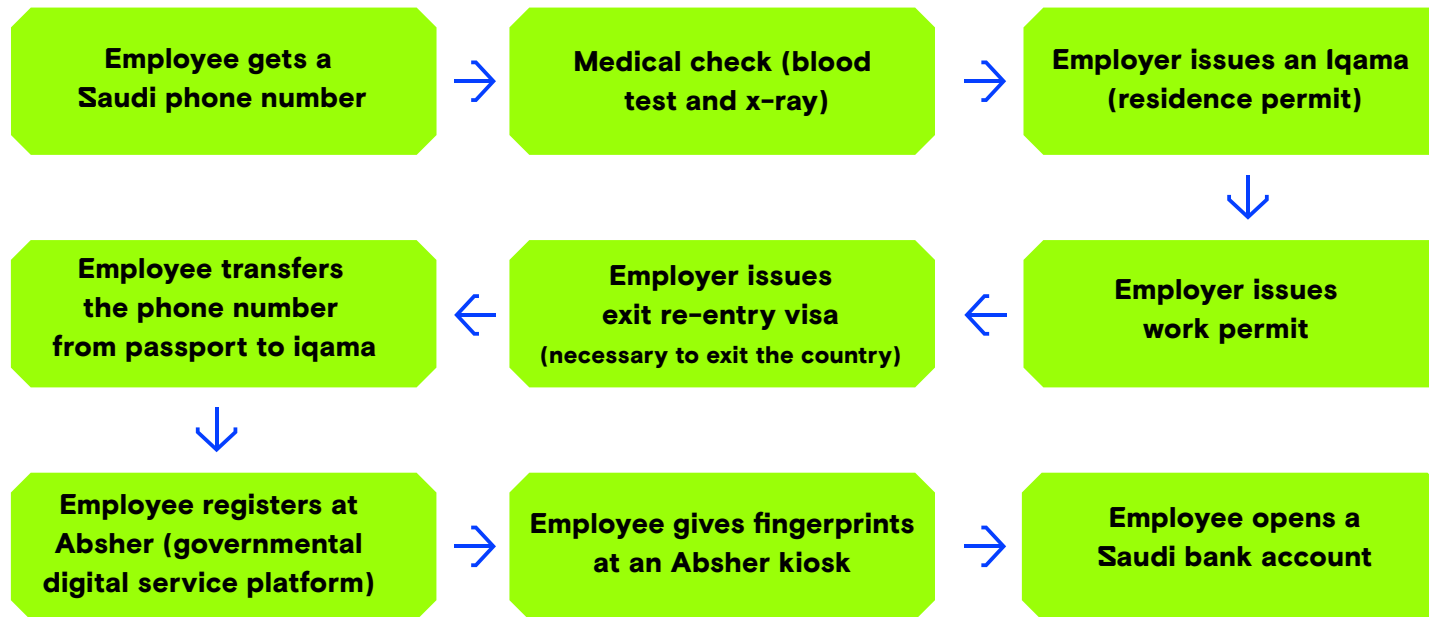 Employee gets a
Saudi phone number
Medical check (blood
test and x-ray)
Employer issues an Iqama
(residence permit)
Employer issues
work permit
Employer issues
exit re-entry visa
(necessary to exit the country)
Employee transfers
the phone number
from passport to iqama
Employee registers at
Absher (governmental
digital service platform)
Employee gives fingerprints
at an Absher kiosk
Employee opens a
Saudi bank account